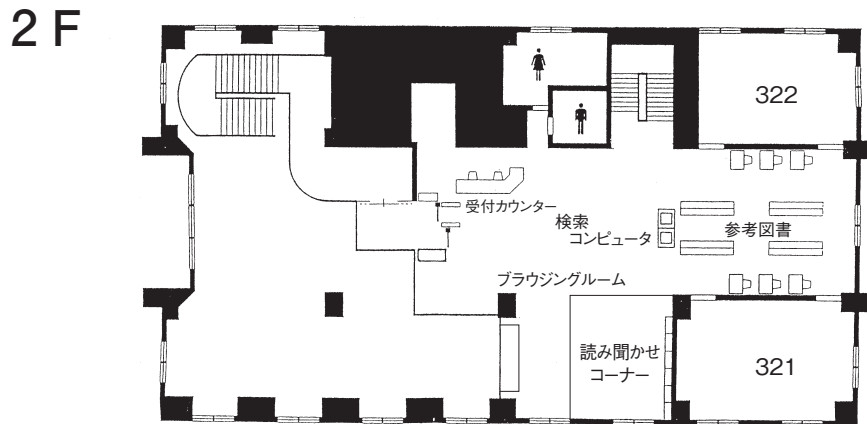 2F
322
受付カウンター
検索
コンピュータ
参考図書
ブラウジングルーム
読み聞かせ
コーナー
321